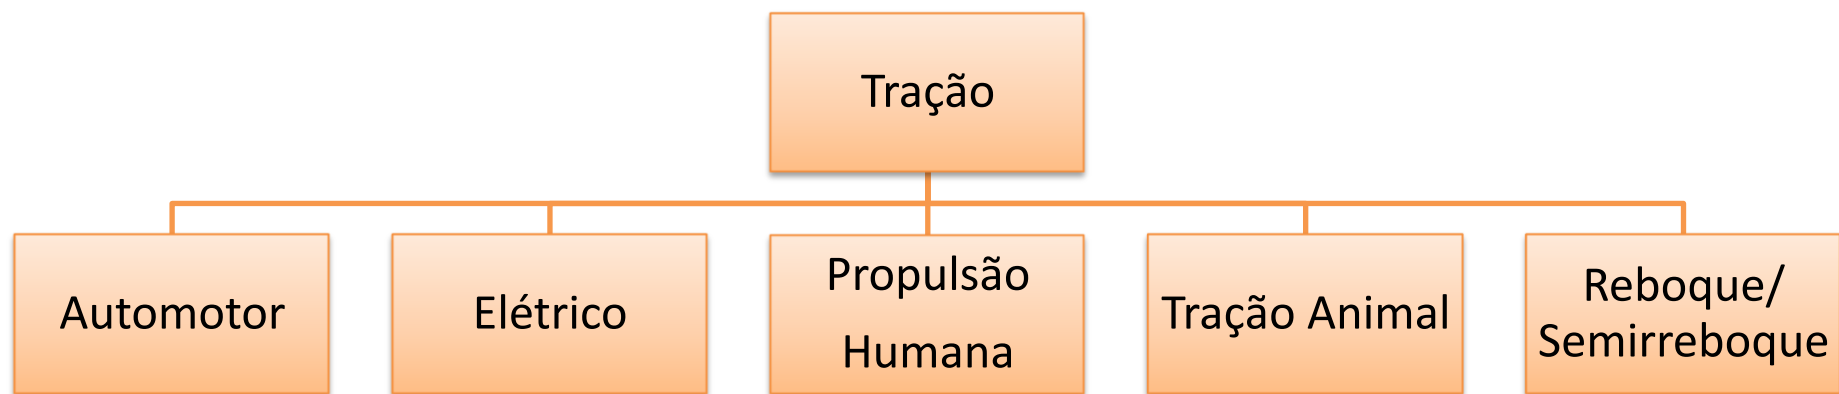 Tração
Automotor
Elétrico
Propulsão
Humana
Tração Animal
Reboque/
Semirreboque